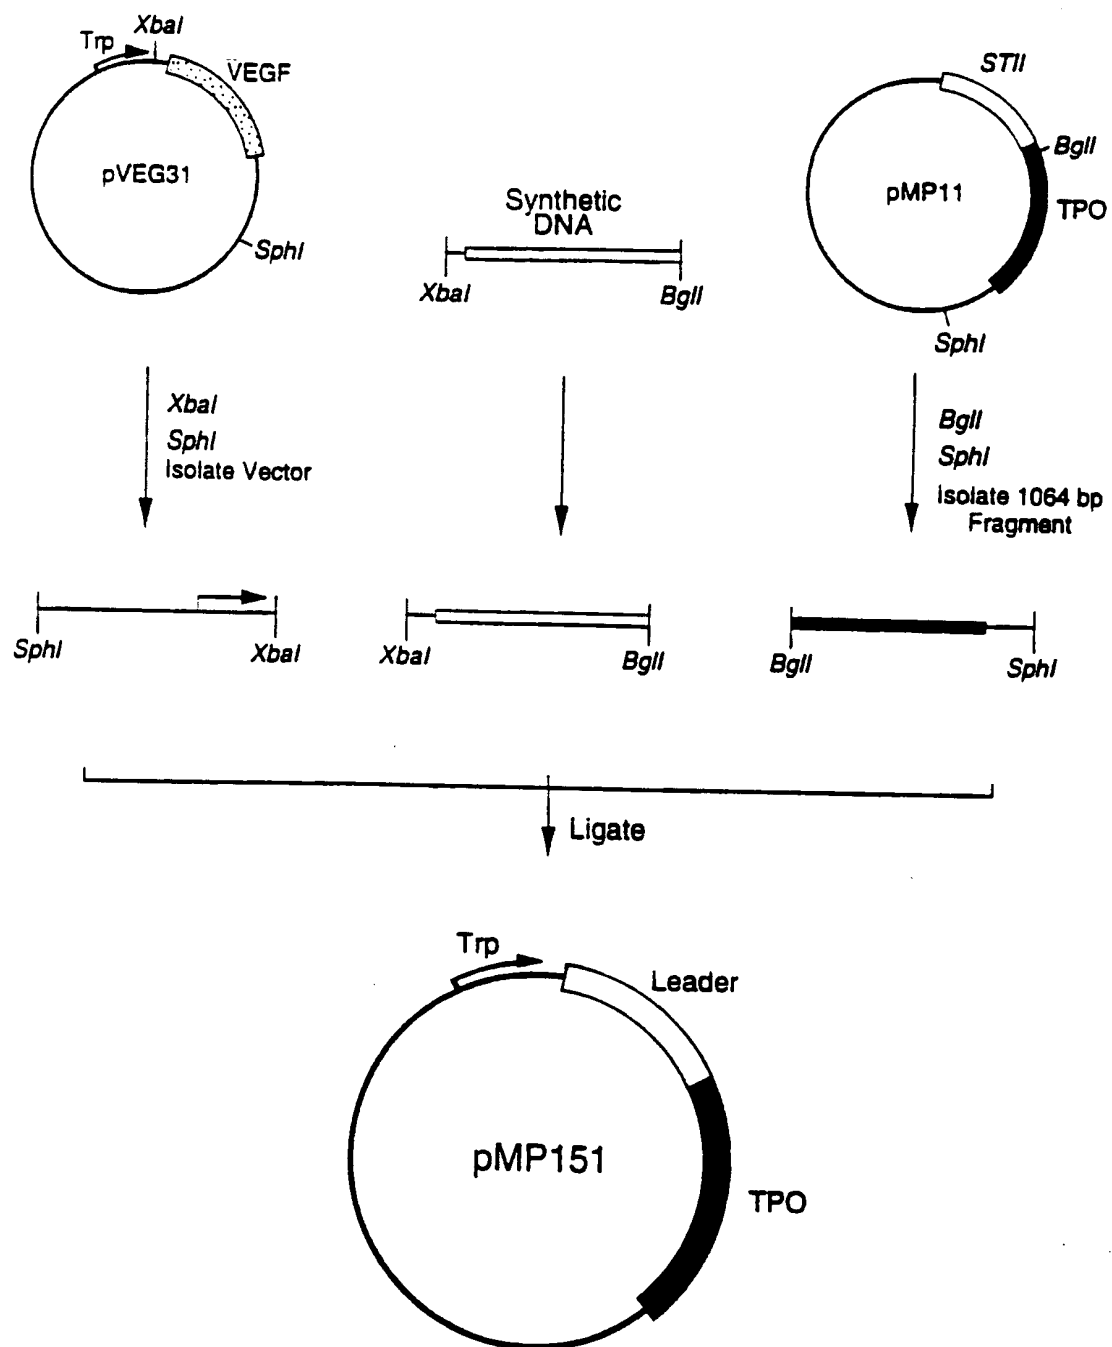 XbaI
Trp
VEGF
pVEG31
SphI
Synthetic
DNA
XbaI
BglI
STII
BglI
pMP11
TPO
SphI
XbaI
SphI
Isolate Vector
BglI
SphI
Isolate 1064 bp
Fragment
SphI
XbaI
XbaI
BglI
BglI
SphI
Ligate
Trp
Leader
pMP151
TPO